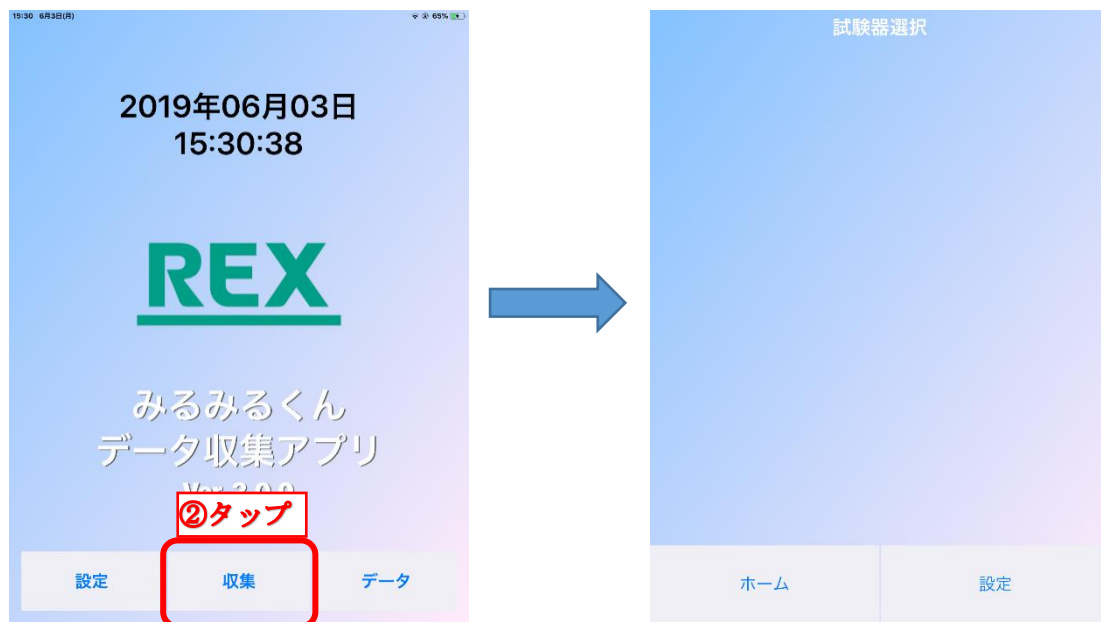 15:30 6月3日(月)
65%
2019年06月03日
15:30:38
REX
みるみるくん
データ収集アプリ
②タップ
設定
収集
データ
試験器選択
ホーム
設定